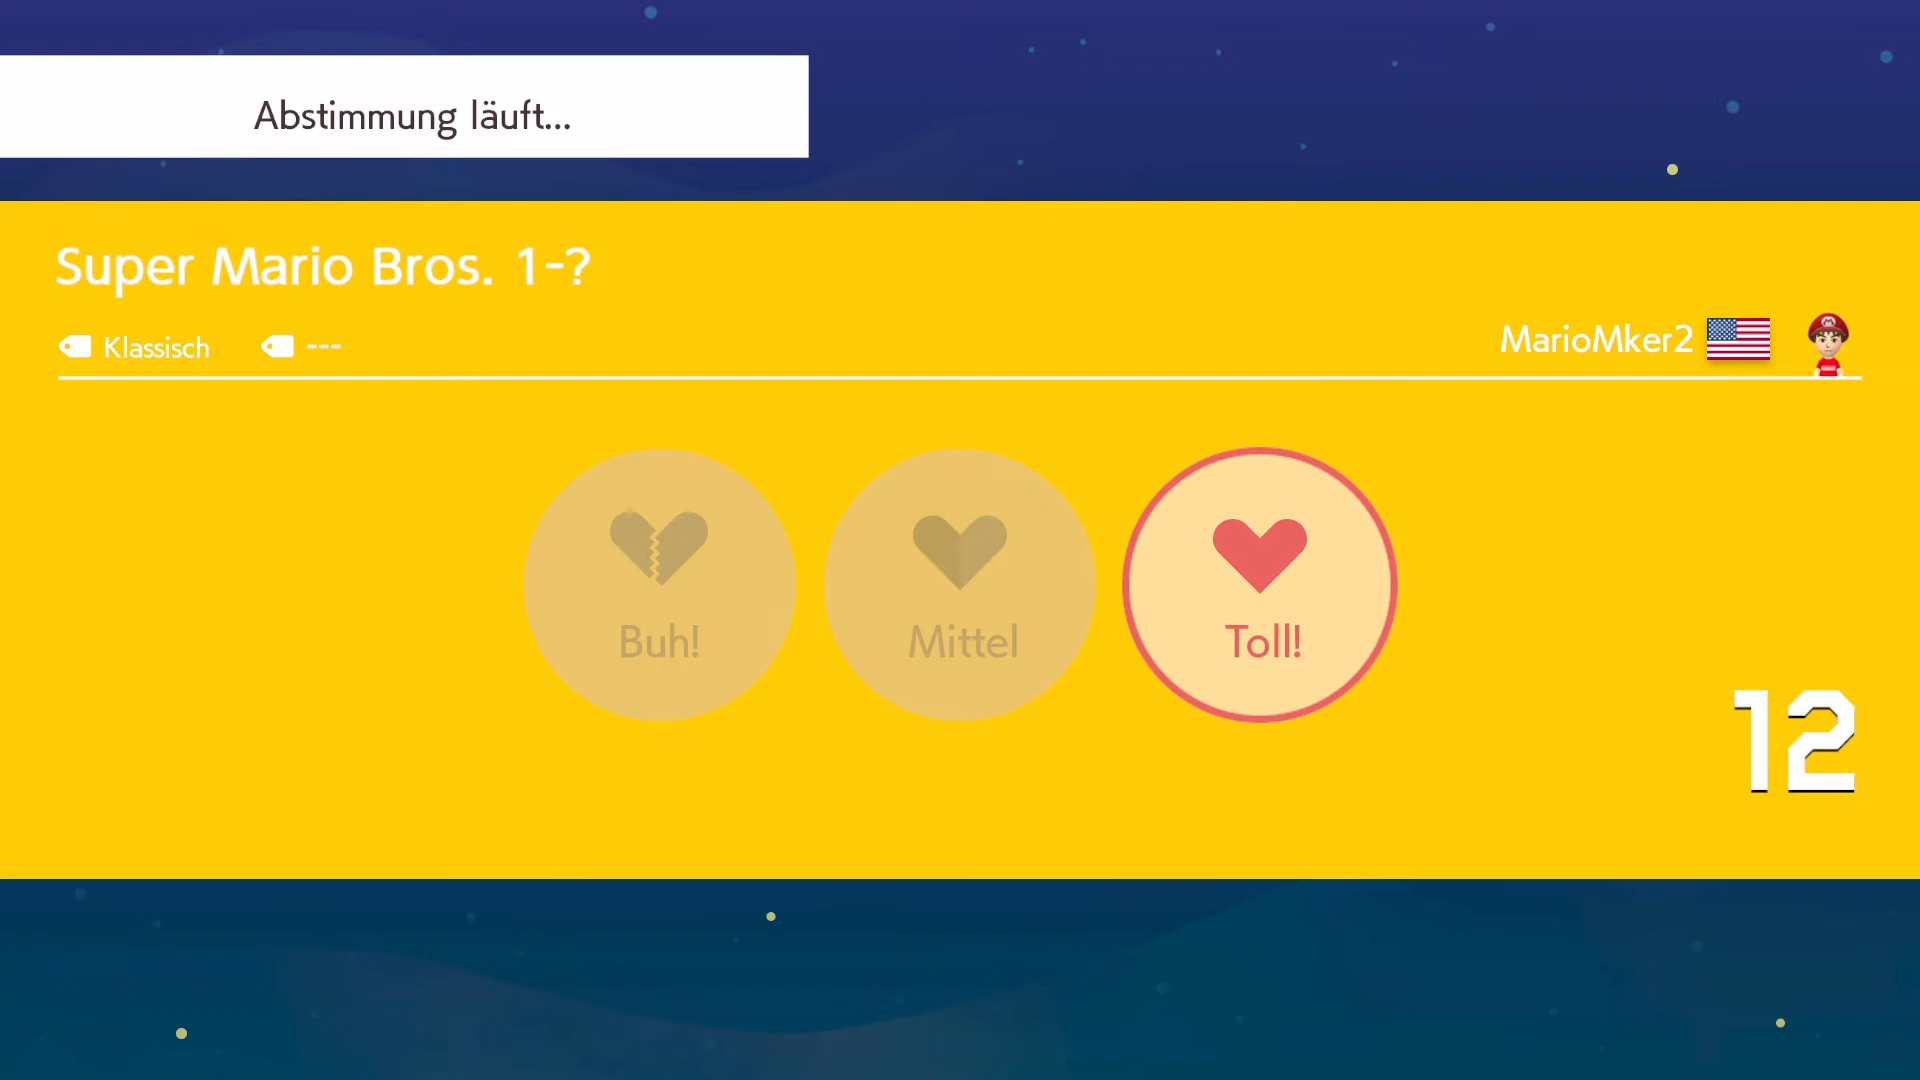 Abstimmung läuft...
Super Mario Bros. 1-?
Klassisch ---
MarioMker2
Buh! Mittel Toll!
12